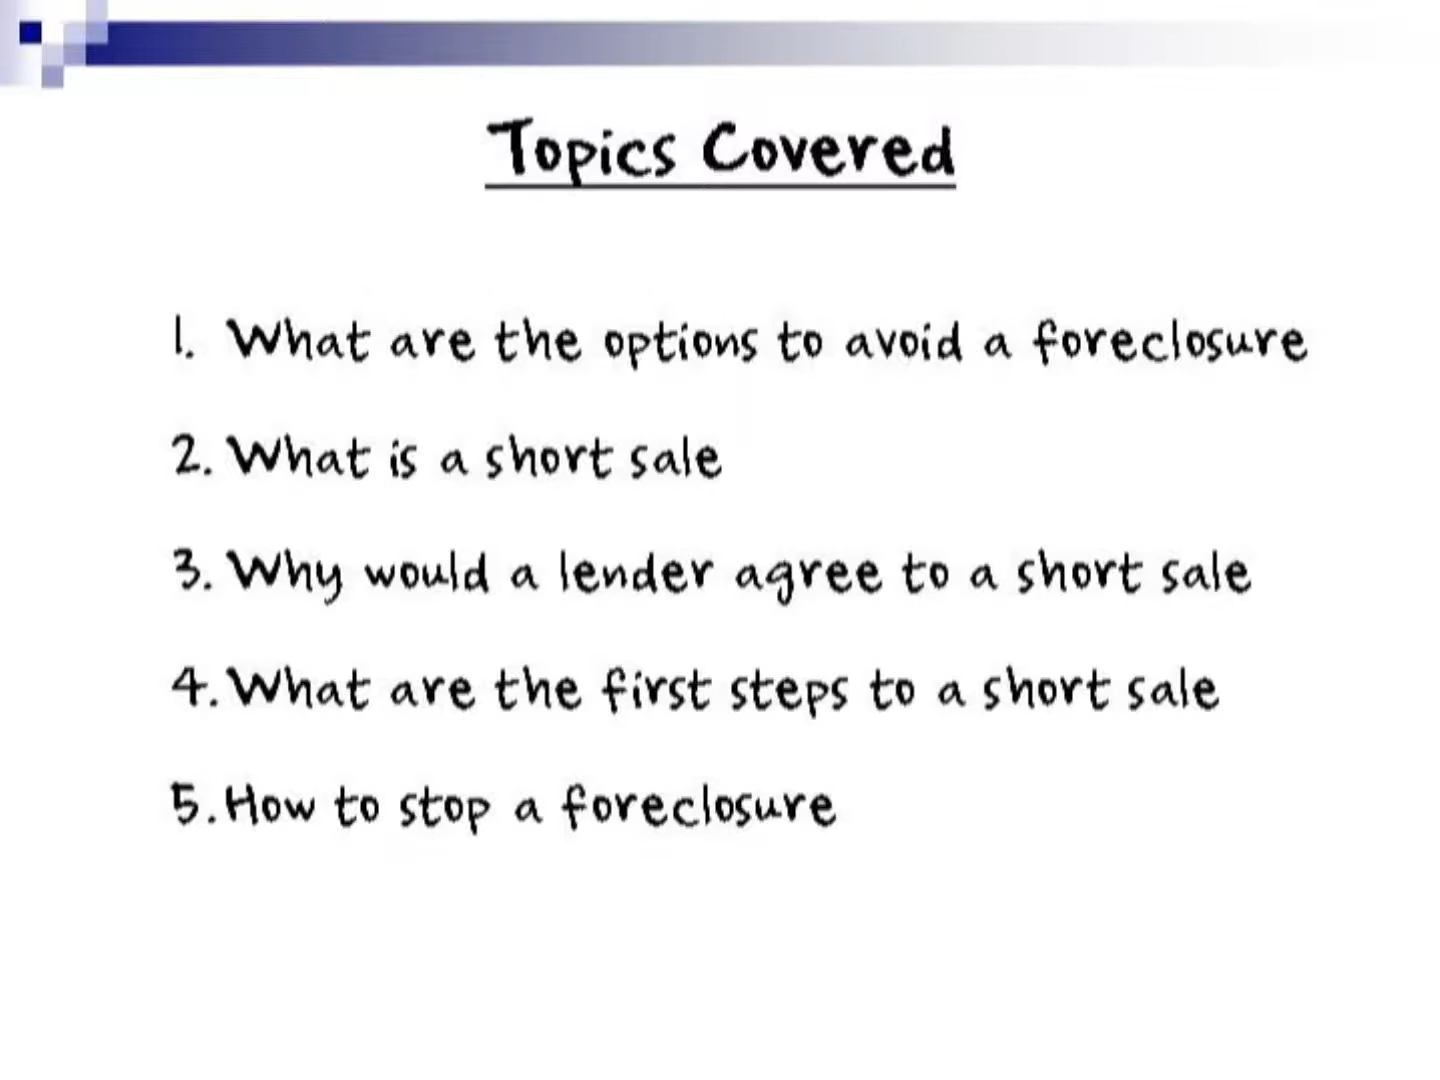 Topics Covered
1. What are the options to avoid a foreclosure
2. What is a short sale
3. Why would a lender agree to a short sale
4. What are the first steps to a short sale
5. How to stop a foreclosure